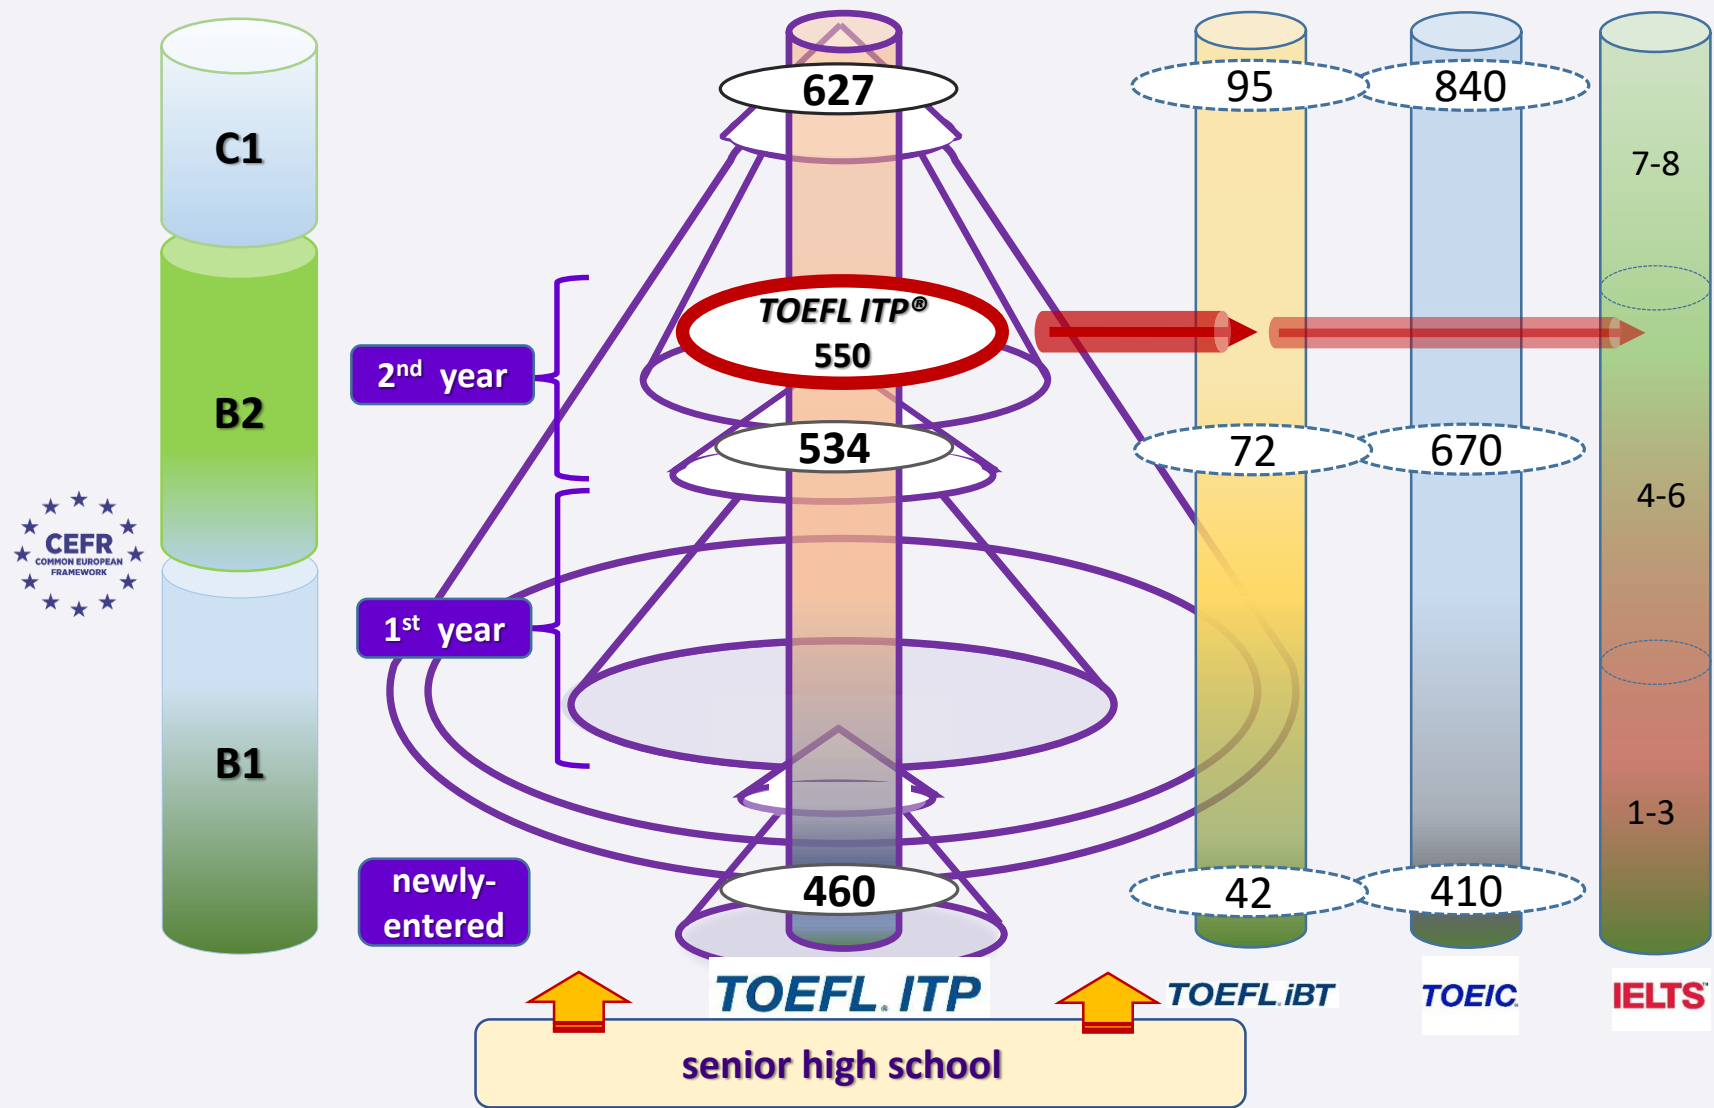 C1
B2
B1
CEFR
COMMON EUROPEAN
FRAMEWORK
2nd year
1st year
newly-
entered
627
TOEFL ITP®
550
534
460
TOEFL. ITP
95
72
42
TOEFL.iBT
840
670
410
TOEIC.
7-8
4-6
1-3
IELTS™
senior high school